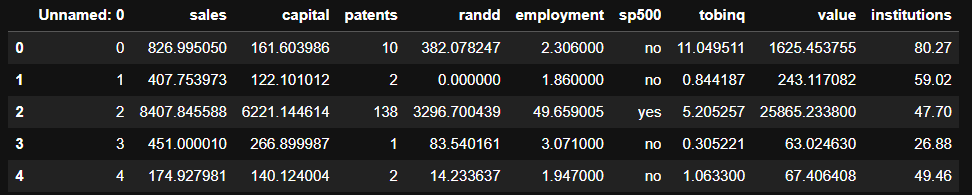 Unnamed: 0 sales capital patents randd employment sp500 tobinq value institutions
0 0 826.995050 161.603986 10 382.078247 2.306000 no 11.049511 1625.453755 80.27
1 1 407.753973 122.101012 2 0.000000 1.860000 no 0.844187 243.117082 59.02
2 2 8407.845588 6221.144614 138 3296.700439 49.659005 yes 5.205257 25865.233800 47.70
3 3 451.000010 266.899987 1 83.540161 3.071000 no 0.305221 63.024630 26.88
4 4 174.927981 140.124004 2 14.233637 1.947000 no 1.063300 67.406408 49.46